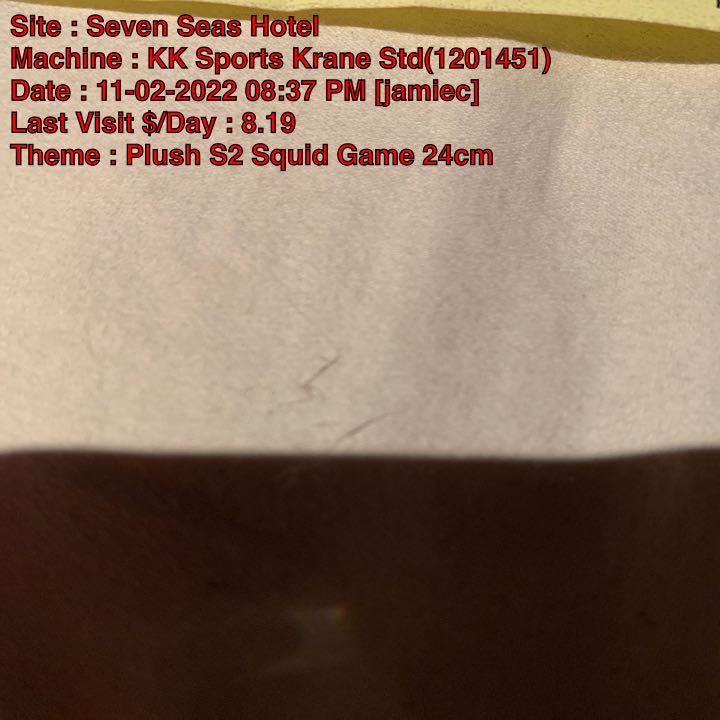 Site : Seven Seas Hotel
Machine : KK Sports Krane Std(1201451)
Date : 11-02-2022 08:37 PM [jamiec]
Last Visit $/Day : 8.19
Theme : Plush S2 Squid Game 24cm